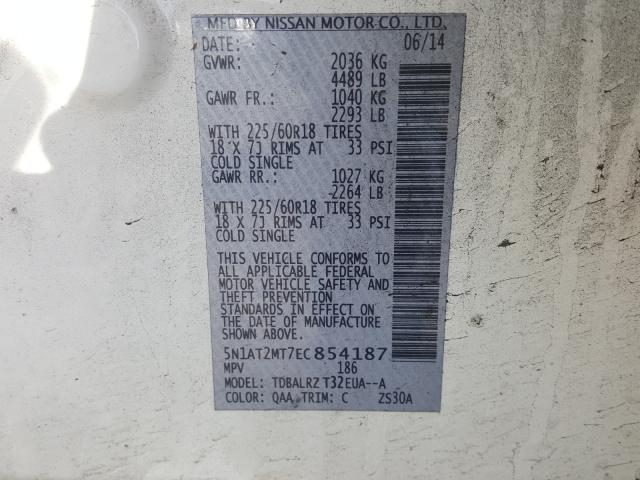 MFD BY NISSAN MOTOR CO., LTD.
DATE: 06/14
GVWR: 2036 KG
4489 LB
GAWR FR.: 1040 KG
2293 LB
WITH 225/60R18 TIRES
18 X 7J RIMS AT 33 PSI
COLD SINGLE
GAWR RR.: 1027 KG
2264 LB
WITH 225/60R18 TIRES
18 X 7J RIMS AT 33 PSI
COLD SINGLE
THIS VEHICLE CONFORMS TO
ALL APPLICABLE FEDERAL
MOTOR VEHICLE SAFETY AND
THEFT PREVENTION
STANDARDS IN EFFECT ON
THE DATE OF MANUFACTURE
SHOWN ABOVE.
5N1AT2MT7EC854187
MPV 186
MODEL: TDBALRZ T32EUA--A
COLOR: QAA TRIM: C ZS30A